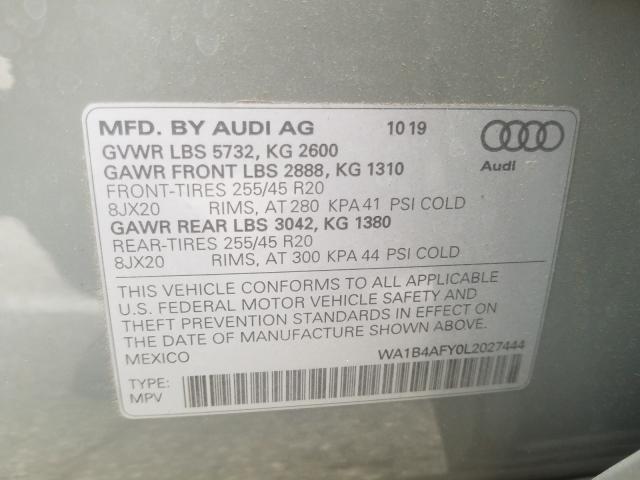 MFD. BY AUDI AG 10 19
GVWR LBS 5732, KG 2600
GAWR FRONT LBS 2888, KG 1310
FRONT-TIRES 255/45 R20
8JX20 RIMS, AT 280 KPA 41 PSI COLD
GAWR REAR LBS 3042, KG 1380
REAR-TIRES 255/45 R20
8JX20 RIMS, AT 300 KPA 44 PSI COLD
Audi
THIS VEHICLE CONFORMS TO ALL APPLICABLE
U.S. FEDERAL MOTOR VEHICLE SAFETY AND
THEFT PREVENTION STANDARDS IN EFFECT ON
THE DATE OF MANUFACTURE SHOWN ABOVE.
MEXICO WA1B4AFY0L2027444
TYPE:
MPV